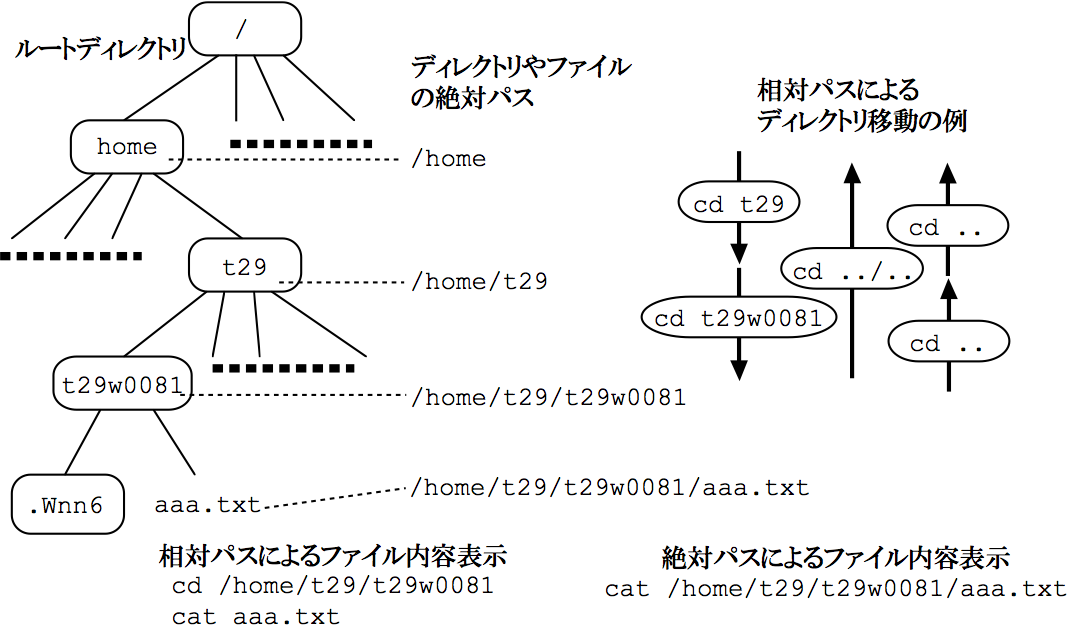 /
ルートディレクトリ
ディレクトリやファイル
の絶対パス
home
/home
t29
/home/t29
t29w0081
/home/t29/t29w0081
.Wnn6
aaa.txt
/home/t29/t29w0081/aaa.txt
相対パスによる
ディレクトリ移動の例
cd t29
cd t29w0081
cd ../..
cd ..
cd ..
相対パスによるファイル内容表示
cd /home/t29/t29w0081
cat aaa.txt
絶対パスによるファイル内容表示
cat /home/t29/t29w0081/aaa.txt